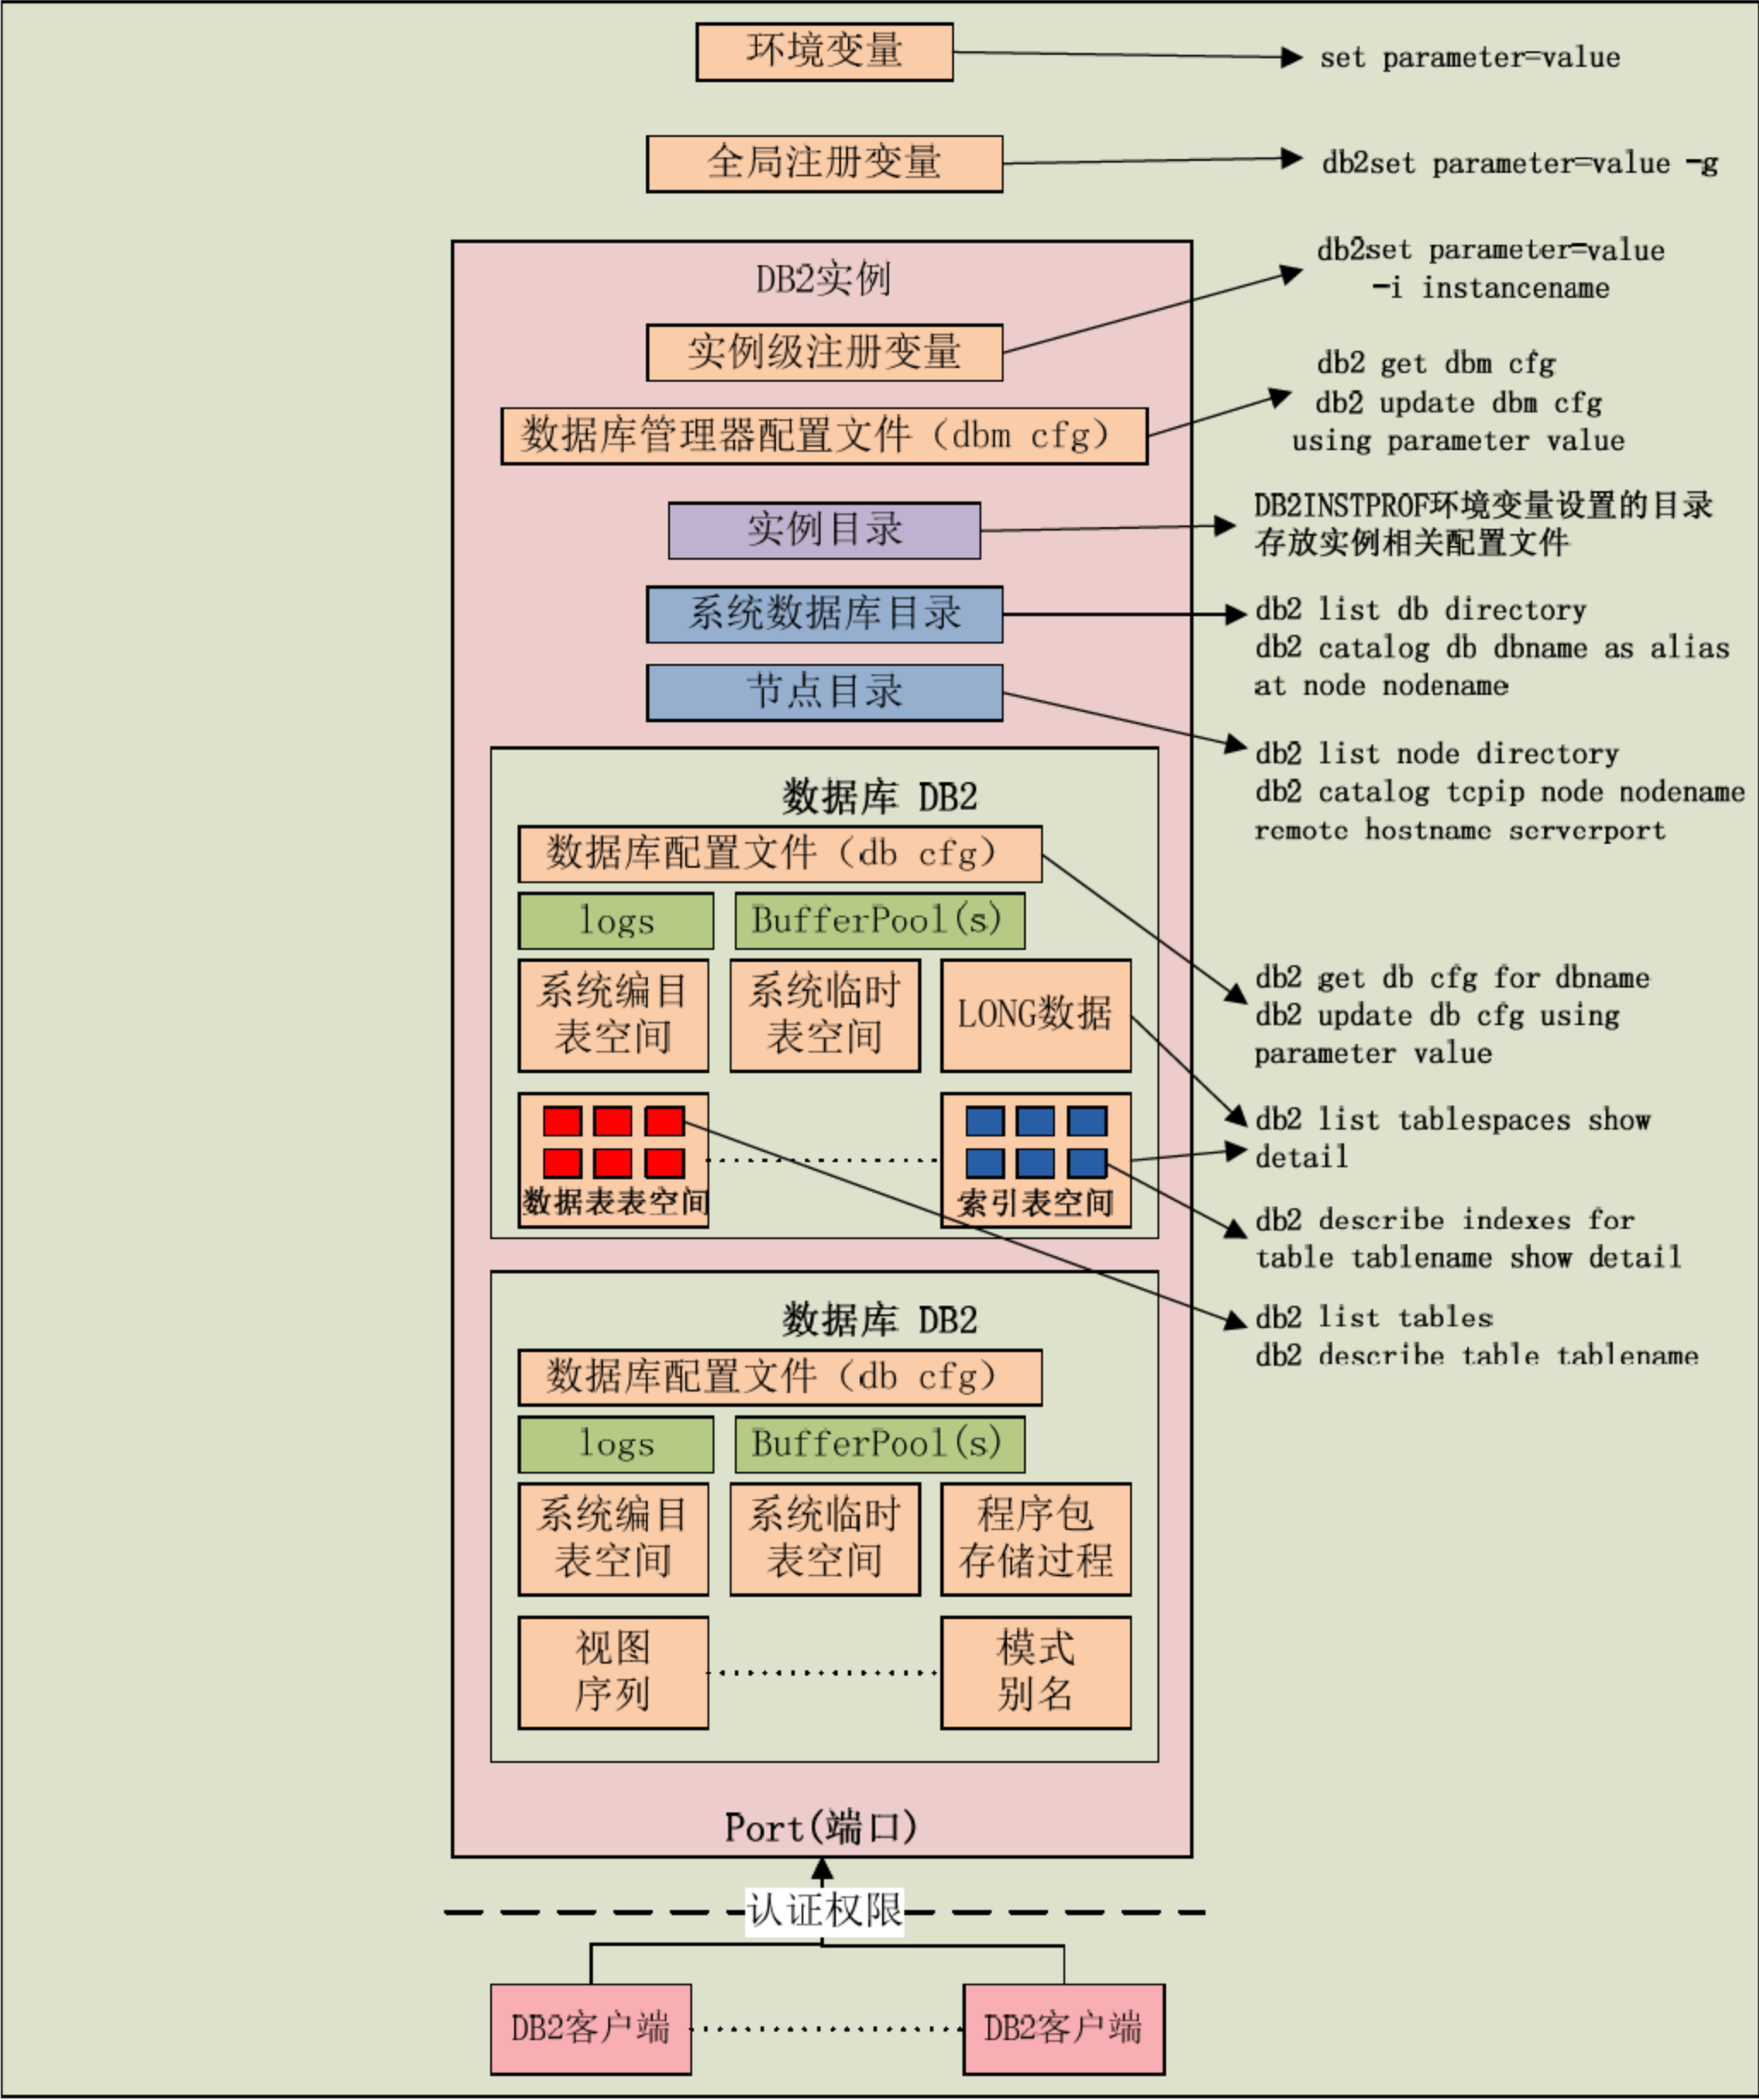 环境变量
set parameter=value
全局注册变量
db2set parameter=value -g
DB2实例
实例级注册变量
db2set parameter=value
-i instancename
数据库管理器配置文件（dbm cfg）
db2 get dbm cfg
db2 update dbm cfg
using parameter value
实例目录
DB2INSTPROF环境变量设置的目录
存放实例相关配置文件
系统数据库目录
db2 list db directory
db2 catalog db dbname as alias
at node nodename
节点目录
db2 list node directory
db2 catalog tcpip node nodename
remote hostname serverport
数据库 DB2
数据库配置文件（db cfg）
logs
BufferPool(s)
系统编目
表空间
系统临时
表空间
LONG数据
db2 get db cfg for dbname
db2 update db cfg using
parameter value
数据表表空间
索引表空间
db2 list tablespaces show
detail
db2 describe indexes for
table tablename show detail
db2 list tables
db2 describe table tablename
数据库 DB2
数据库配置文件（db cfg）
logs
BufferPool(s)
系统编目
表空间
系统临时
表空间
程序包
存储过程
视图
序列
模式
别名
Port(端口)
认证权限
DB2客户端
DB2客户端